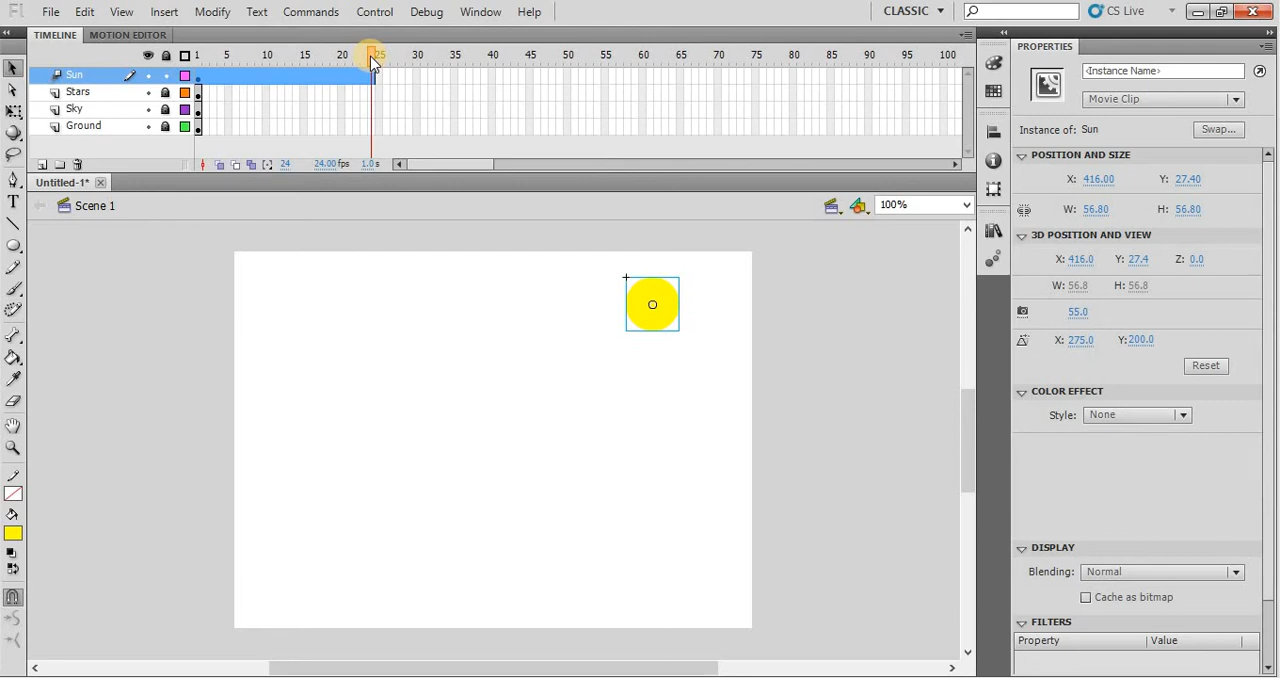 Fl File Edit View Insert Modify Text Commands Control Debug Window Help CLASSIC CS Live
TIMELINE MOTION EDITOR
1 5 10 15 20 25 30 35 40 45 50 55 60 65 70 75 80 85 90 95 100
Sun
Stars
Sky
Ground
24 24.00 fps 1.0 s
Untitled-1*
Scene 1 100%
T
PROPERTIES
<Instance Name>
Movie Clip
Instance of: Sun Swap...
POSITION AND SIZE
X: 416.00 Y: 27.40
W: 56.80 H: 56.80
3D POSITION AND VIEW
X: 416.0 Y: 27.4 Z: 0.0
W: 56.8 H: 56.8
55.0
X: 275.0 Y: 200.0
Reset
COLOR EFFECT
Style: None
DISPLAY
Blending: Normal
Cache as bitmap
FILTERS
Property Value